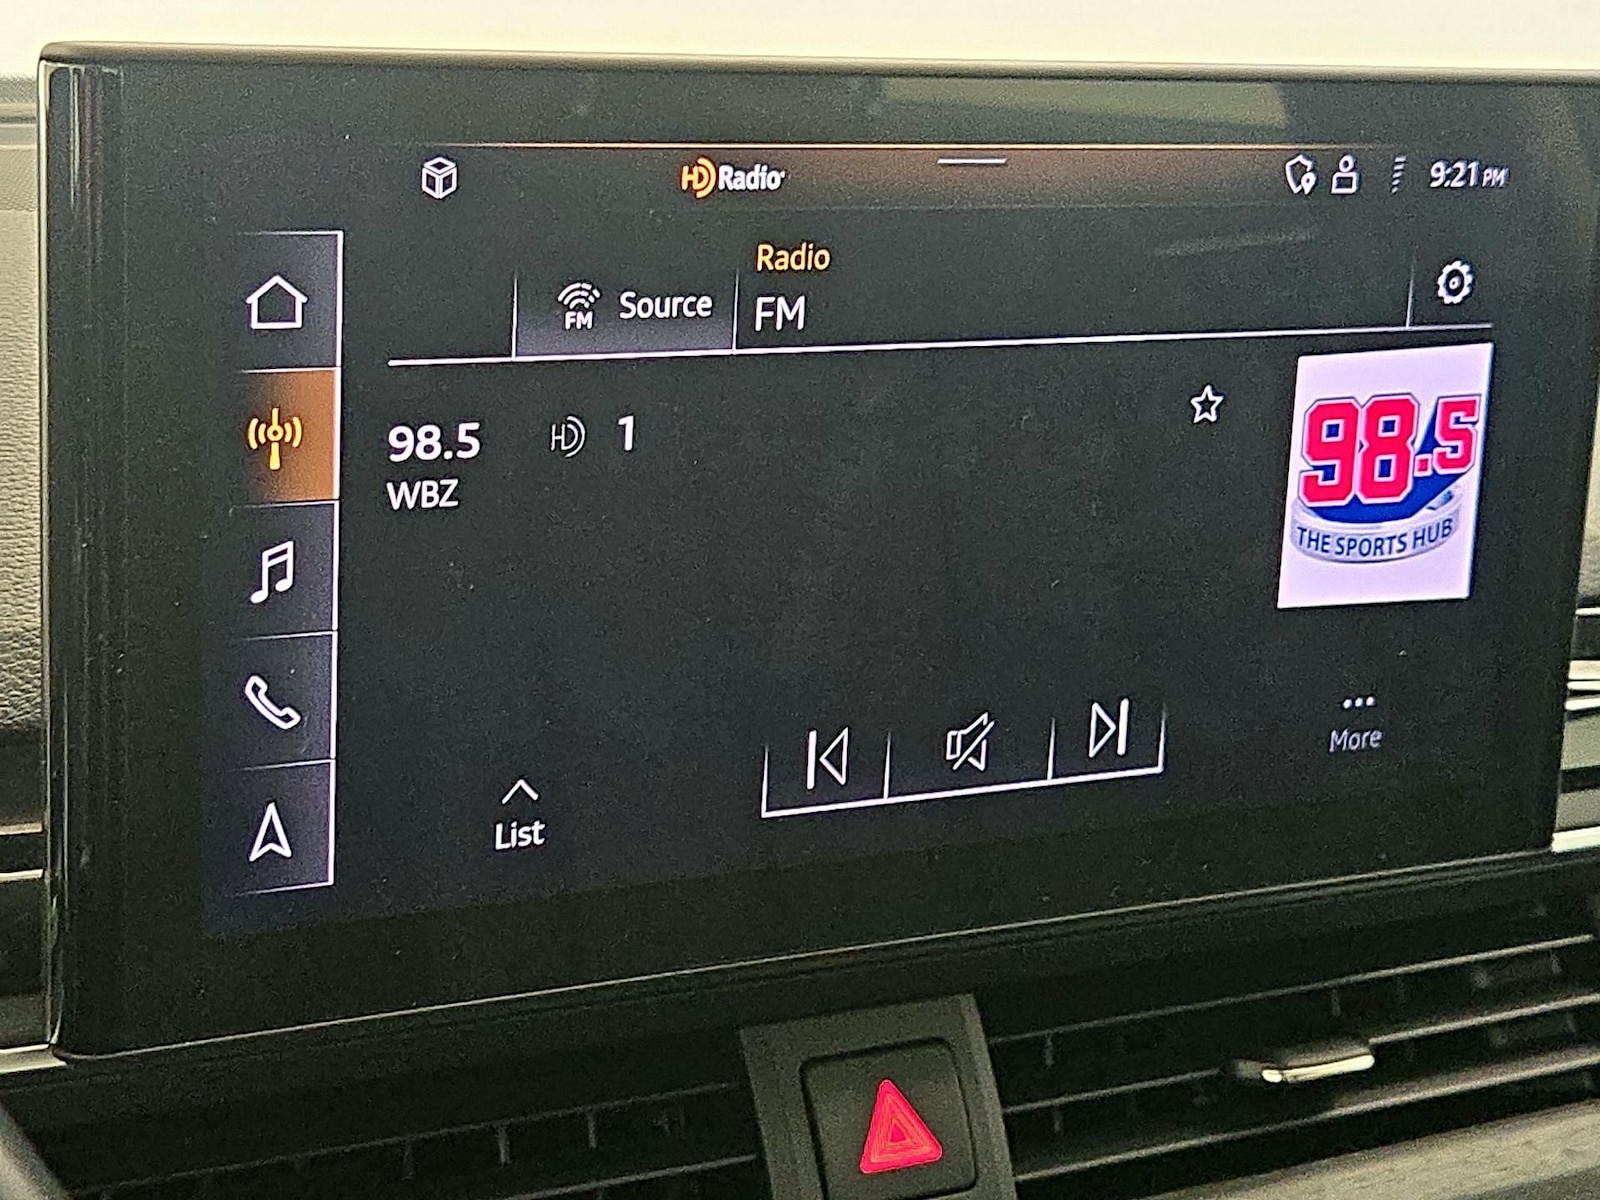 HD Radio
9:21 PM
Radio
FM Source
FM
98.5 HD 1
WBZ
98.5
THE SPORTS HUB
More
List